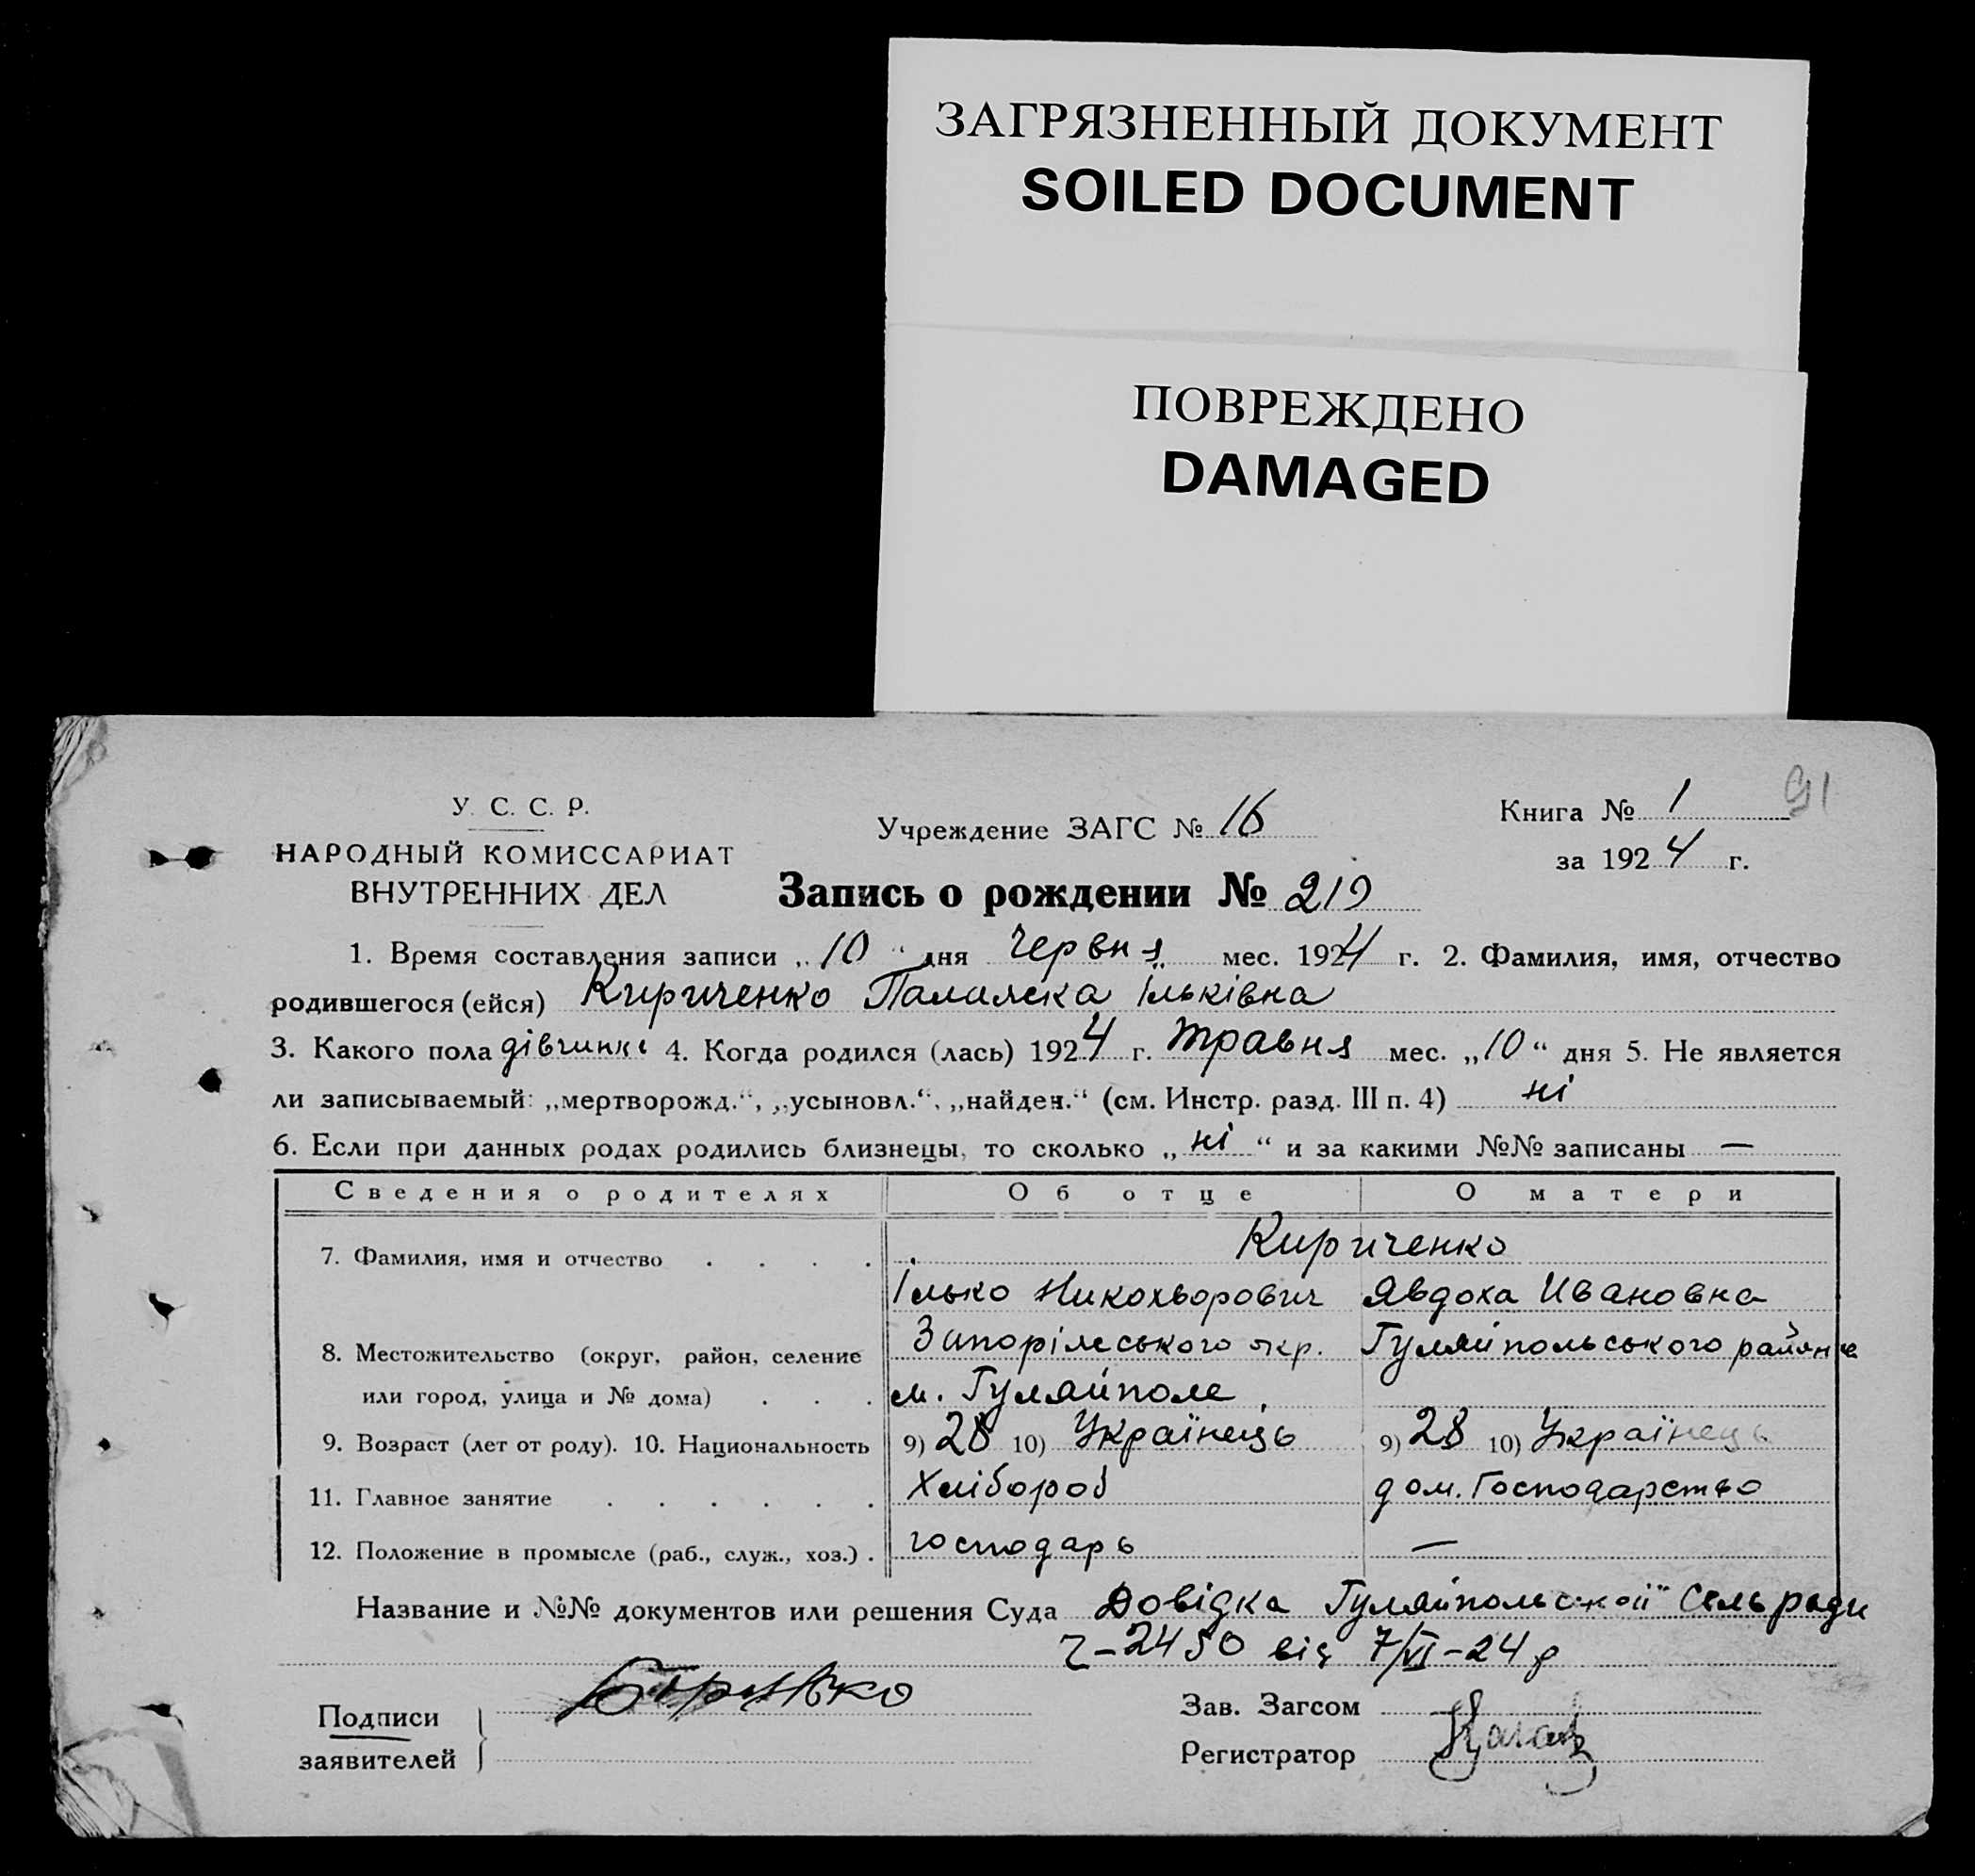 ЗАГРЯЗНЕННЫЙ ДОКУМЕНТ
SOILED DOCUMENT
ПОВРЕЖДЕНО
DAMAGED
91
У. С. С. Р.
НАРОДНЫЙ КОМИССАРИАТ
ВНУТРЕННИХ ДЕЛ
Учреждение ЗАГС № 16
Книга № 1
за 1924 г.
Запись о рождении № 219
1. Время составления записи „10“ дня Червня мес. 1924 г. 2. Фамилия, имя, отчество
родившегося (ейся) Кириченко Палажка Ільківна
3. Какого пола дівчинка 4. Когда родился (лась) 1924 г. травня мес. „10“ дня 5. Не является
ли записываемый: „мертворожд.“, „усыновл.“, „найден.“ (см. Инстр. разд. III п. 4) ні
6. Если при данных родах родились близнецы, то сколько „ні“ и за какими №№ записаны —
Сведения о родителях Об отце О матери
7. Фамилия, имя и отчество . . . . Кириченко
Ілько Никохворович Явдоха Ивановна
8. Местожительство (округ, район, селение Запоріжського окр. Гуляйпольського района
или город, улица и № дома) . . . м. Гуляйполе
9. Возраст (лет от роду). 10. Национальность 9) 28 10) Українець 9) 28 10) Українець
11. Главное занятие . . . . . . Хлібороб дом. Господарство
12. Положение в промысле (раб., служ., хоз.) . господарь —
Название и №№ документов или решения Суда Довідка Гуляйпольської Сельради
Ч-2450 від 7/VI-24 р
Подписи
заявителей
Зав. Загсом
Регистратор